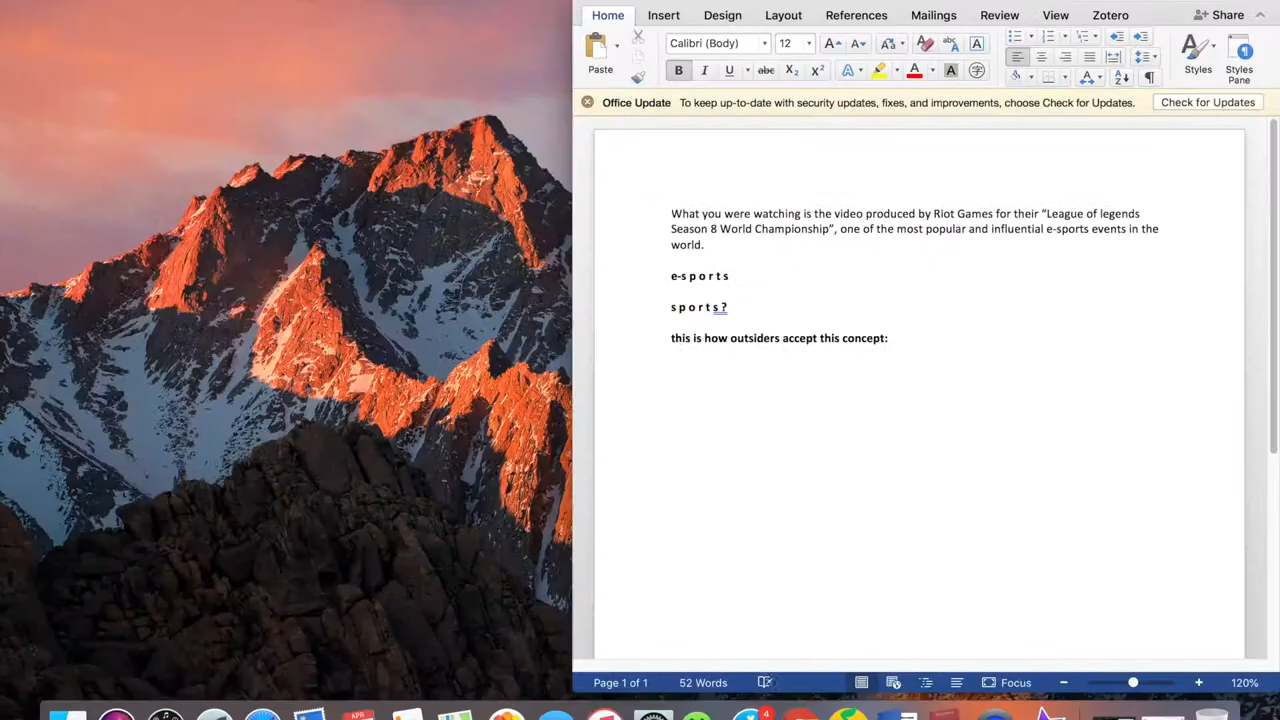 Home Insert Design Layout References Mailings Review View Zotero Share
Calibri (Body) 12
Paste Styles Styles Pane
Office Update To keep up-to-date with security updates, fixes, and improvements, choose Check for Updates. Check for Updates
What you were watching is the video produced by Riot Games for their “League of legends
Season 8 World Championship”, one of the most popular and influential e-sports events in the
world.
e-s p o r t s
s p o r t s ?
this is how outsiders accept this concept:
Page 1 of 1 52 Words Focus 120%
APR 4